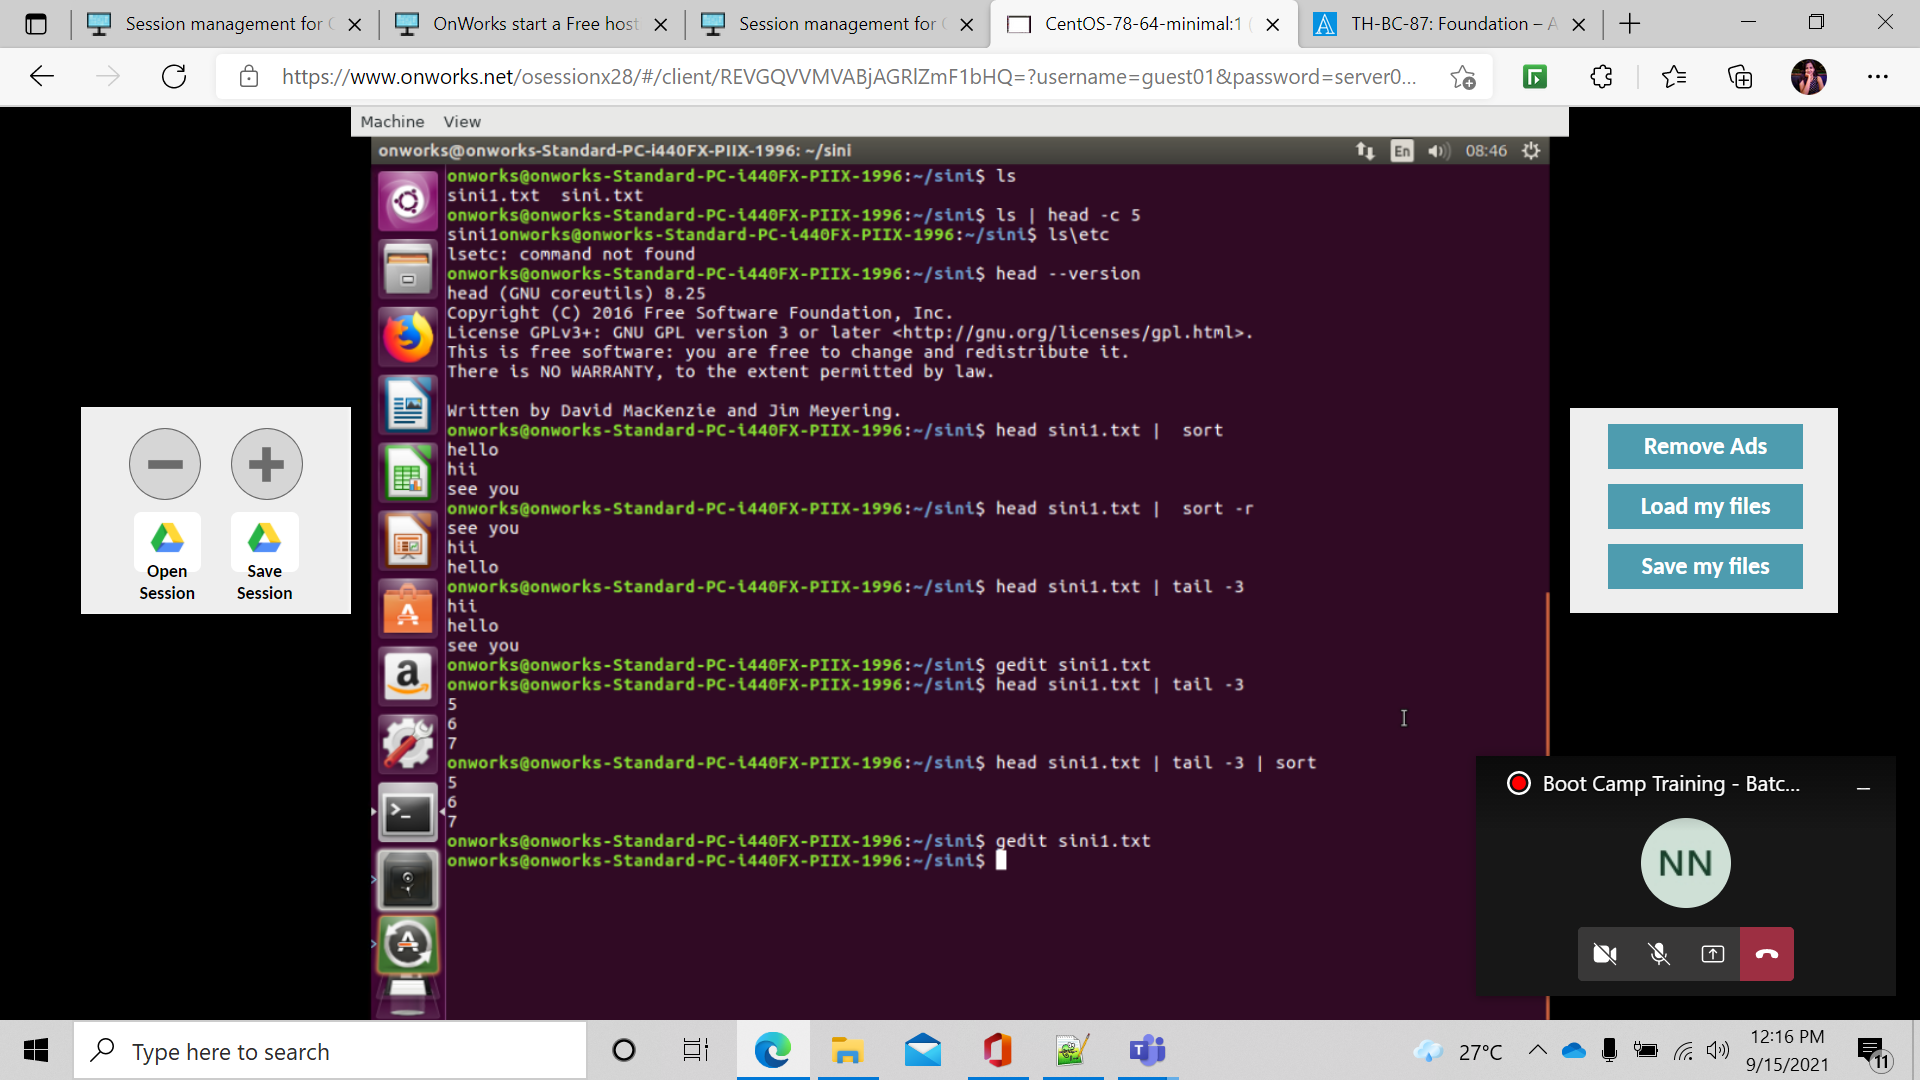 Session management for
OnWorks start a Free host
Session management for
CentOS-78-64-minimal:1
TH-BC-87: Foundation –
https://www.onworks.net/osessionx28/#/client/REVGQVVMVABjAGRlZmF1bHQ=?username=guest01&password=server0...
Machine View
onworks@onworks-Standard-PC-i440FX-PIIX-1996: ~/sini
En
08:46
onworks@onworks-Standard-PC-i440FX-PIIX-1996:~/sini$ ls
sini1.txt  sini.txt
onworks@onworks-Standard-PC-i440FX-PIIX-1996:~/sini$ ls | head -c 5
sini1onworks@onworks-Standard-PC-i440FX-PIIX-1996:~/sini$ ls\etc
lsetc: command not found
onworks@onworks-Standard-PC-i440FX-PIIX-1996:~/sini$ head --version
head (GNU coreutils) 8.25
Copyright (C) 2016 Free Software Foundation, Inc.
License GPLv3+: GNU GPL version 3 or later <http://gnu.org/licenses/gpl.html>.
This is free software: you are free to change and redistribute it.
There is NO WARRANTY, to the extent permitted by law.
Written by David MacKenzie and Jim Meyering.
onworks@onworks-Standard-PC-i440FX-PIIX-1996:~/sini$ head sini1.txt |  sort
hello
hii
see you
onworks@onworks-Standard-PC-i440FX-PIIX-1996:~/sini$ head sini1.txt |  sort -r
see you
hii
hello
onworks@onworks-Standard-PC-i440FX-PIIX-1996:~/sini$ head sini1.txt | tail -3
hii
hello
see you
onworks@onworks-Standard-PC-i440FX-PIIX-1996:~/sini$ gedit sini1.txt
onworks@onworks-Standard-PC-i440FX-PIIX-1996:~/sini$ head sini1.txt | tail -3
5
6
7
onworks@onworks-Standard-PC-i440FX-PIIX-1996:~/sini$ head sini1.txt | tail -3 | sort
5
6
7
onworks@onworks-Standard-PC-i440FX-PIIX-1996:~/sini$ gedit sini1.txt
onworks@onworks-Standard-PC-i440FX-PIIX-1996:~/sini$
Open Session
Save Session
Remove Ads
Load my files
Save my files
Boot Camp Training - Batc...
NN
Type here to search
27°C
12:16 PM
9/15/2021
11